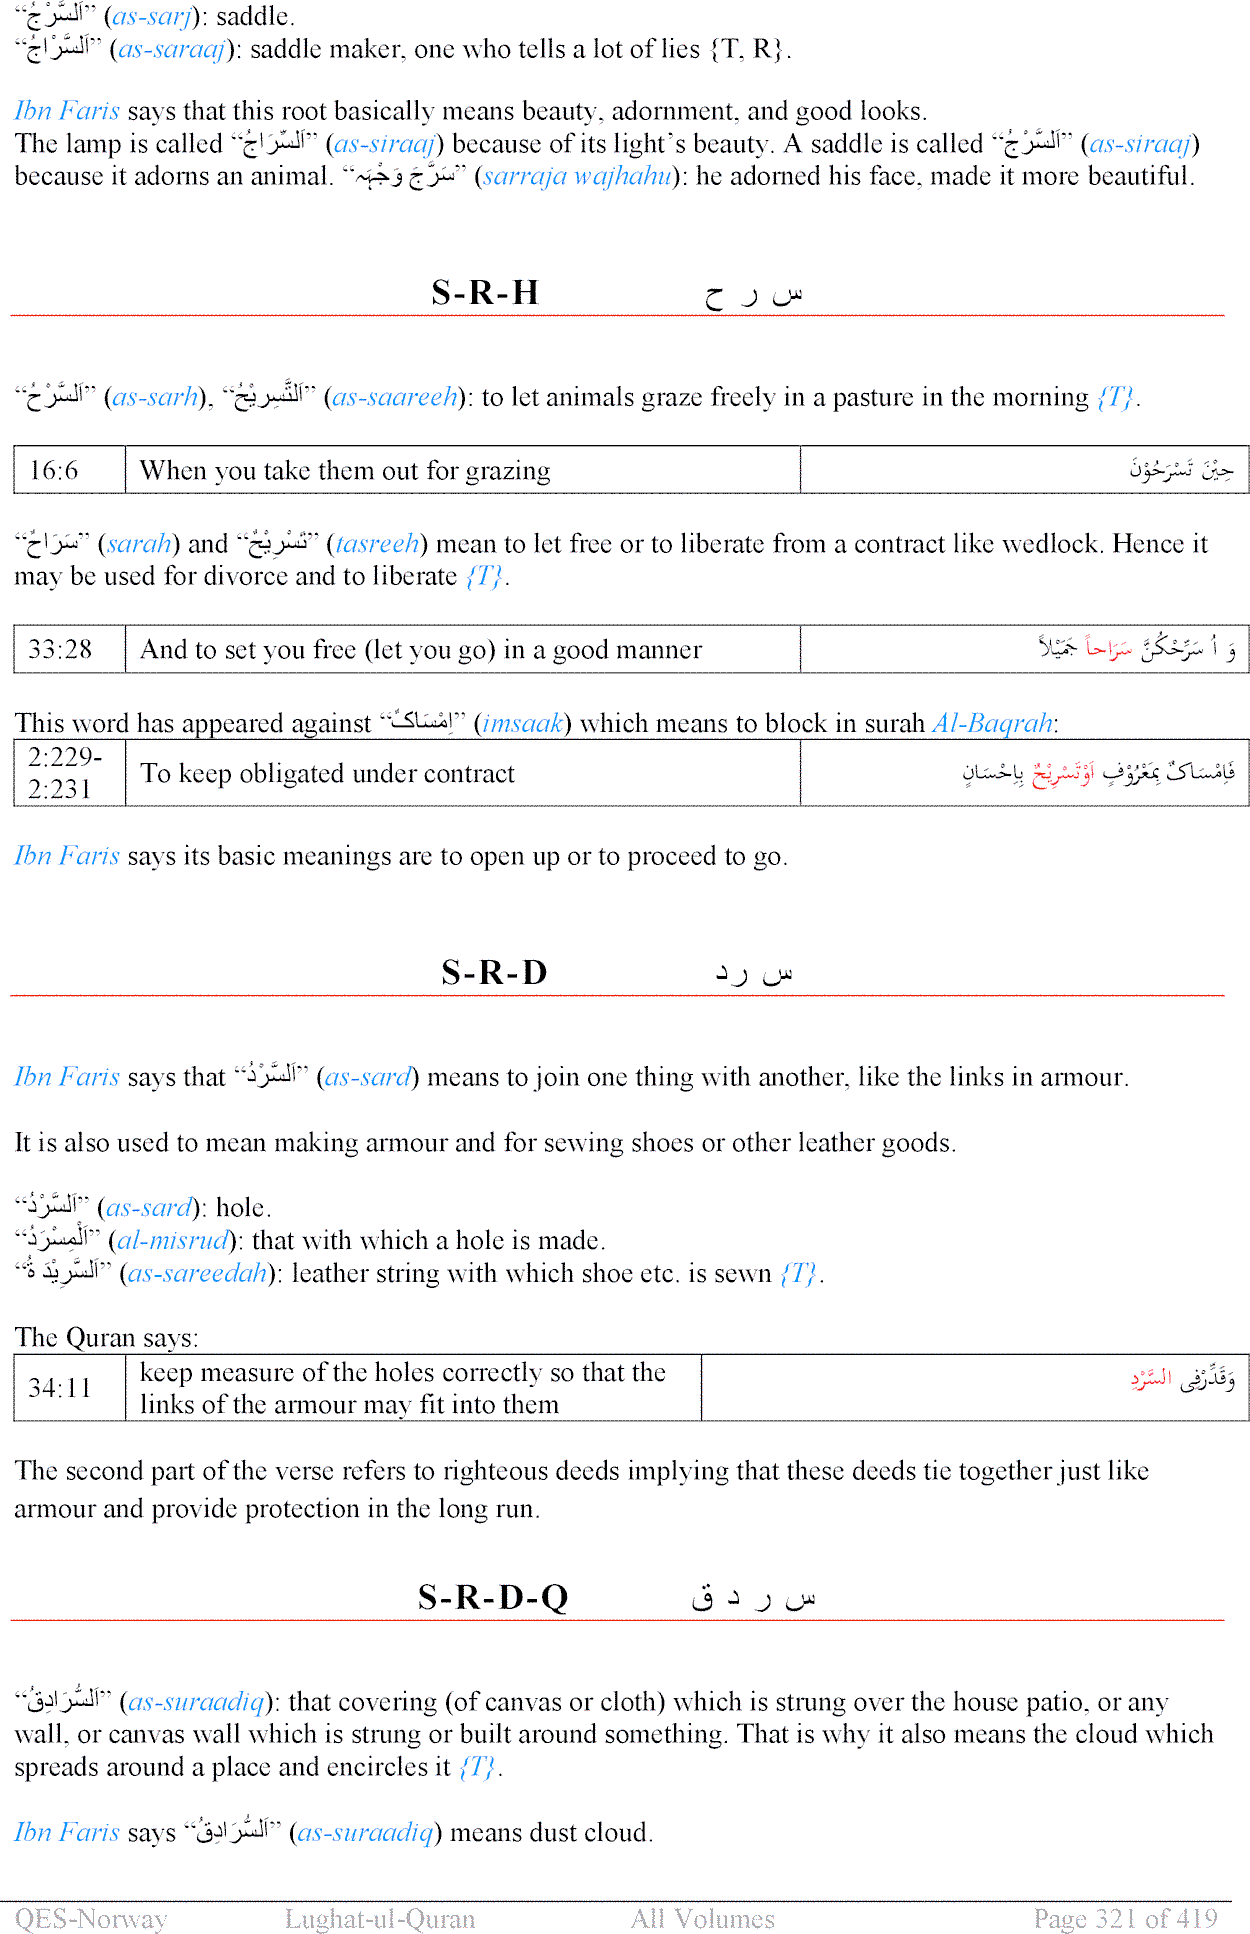 “اَلسَّرْجُ” (as-sarj): saddle.
“اَلسَّرَّاجُ” (as-saraaj): saddle maker, one who tells a lot of lies {T, R}.
Ibn Faris says that this root basically means beauty, adornment, and good looks.
The lamp is called “اَلسِّرَاجُ” (as-siraaj) because of its light’s beauty. A saddle is called “اَلسَّرْجُ” (as-siraaj)
because it adorns an animal. “سَرَّجَ وَجْہَہ” (sarraja wajhahu): he adorned his face, made it more beautiful.
S-R-H س ر ح
“اَلسَّرْحُ” (as-sarh), “اَلتَّسِرِیْحُ” (as-saareeh): to let animals graze freely in a pasture in the morning {T}.
16:6 When you take them out for grazing حِیْنَ تَسْرَحُوْنَ
“سَرَاحٌ” (sarah) and “تَسْرِیْحٌ” (tasreeh) mean to let free or to liberate from a contract like wedlock. Hence it
may be used for divorce and to liberate {T}.
33:28 And to set you free (let you go) in a good manner وَ اُ سَرِّحْكُنَّ سَرَاحاً جَمِیْلاً
This word has appeared against “اِمْسَاکٌ” (imsaak) which means to block in surah Al-Baqrah:
2:229-
2:231 To keep obligated under contract فَاِمْسَاکٌ بِمَعْرُوْفٍ اَوْتَسْرِیْحٌ بِاِحْسَانٍ
Ibn Faris says its basic meanings are to open up or to proceed to go.
S-R-D س ر د
Ibn Faris says that “اَلسَّرْدُ” (as-sard) means to join one thing with another, like the links in armour.
It is also used to mean making armour and for sewing shoes or other leather goods.
“اَلسَّرْدُ” (as-sard): hole.
“اَلْمِسْرَدُ” (al-misrud): that with which a hole is made.
“اَلسَّرِیْدَ ۃُ” (as-sareedah): leather string with which shoe etc. is sewn {T}.
The Quran says:
34:11 keep measure of the holes correctly so that the وَقَدِّرْفِی السَّرْدِ
links of the armour may fit into them
The second part of the verse refers to righteous deeds implying that these deeds tie together just like
armour and provide protection in the long run.
S-R-D-Q س ر د ق
“اَلسُّرَادِقُ” (as-suraadiq): that covering (of canvas or cloth) which is strung over the house patio, or any
wall, or canvas wall which is strung or built around something. That is why it also means the cloud which
spreads around a place and encircles it {T}.
Ibn Faris says “اَلسُّرَادِقُ” (as-suraadiq) means dust cloud.
QES-Norway Lughat-ul-Quran All Volumes Page 321 of 419